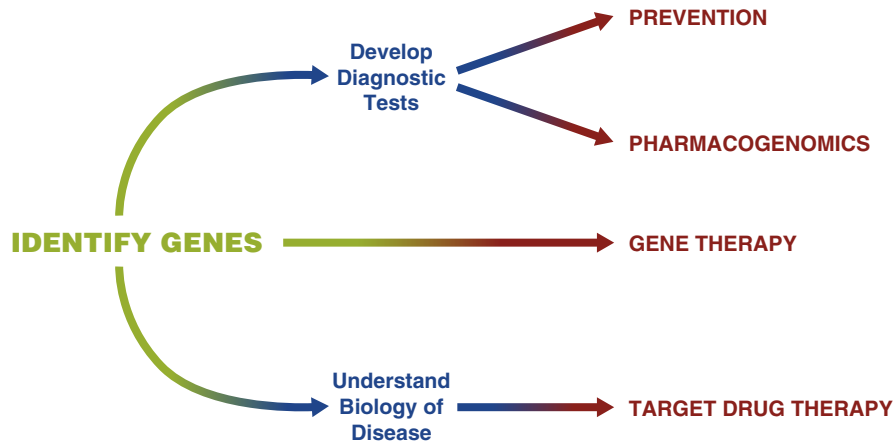 PREVENTION
Develop
Diagnostic
Tests
PHARMACOGENOMICS
IDENTIFY GENES
GENE THERAPY
Understand
Biology of
Disease
TARGET DRUG THERAPY